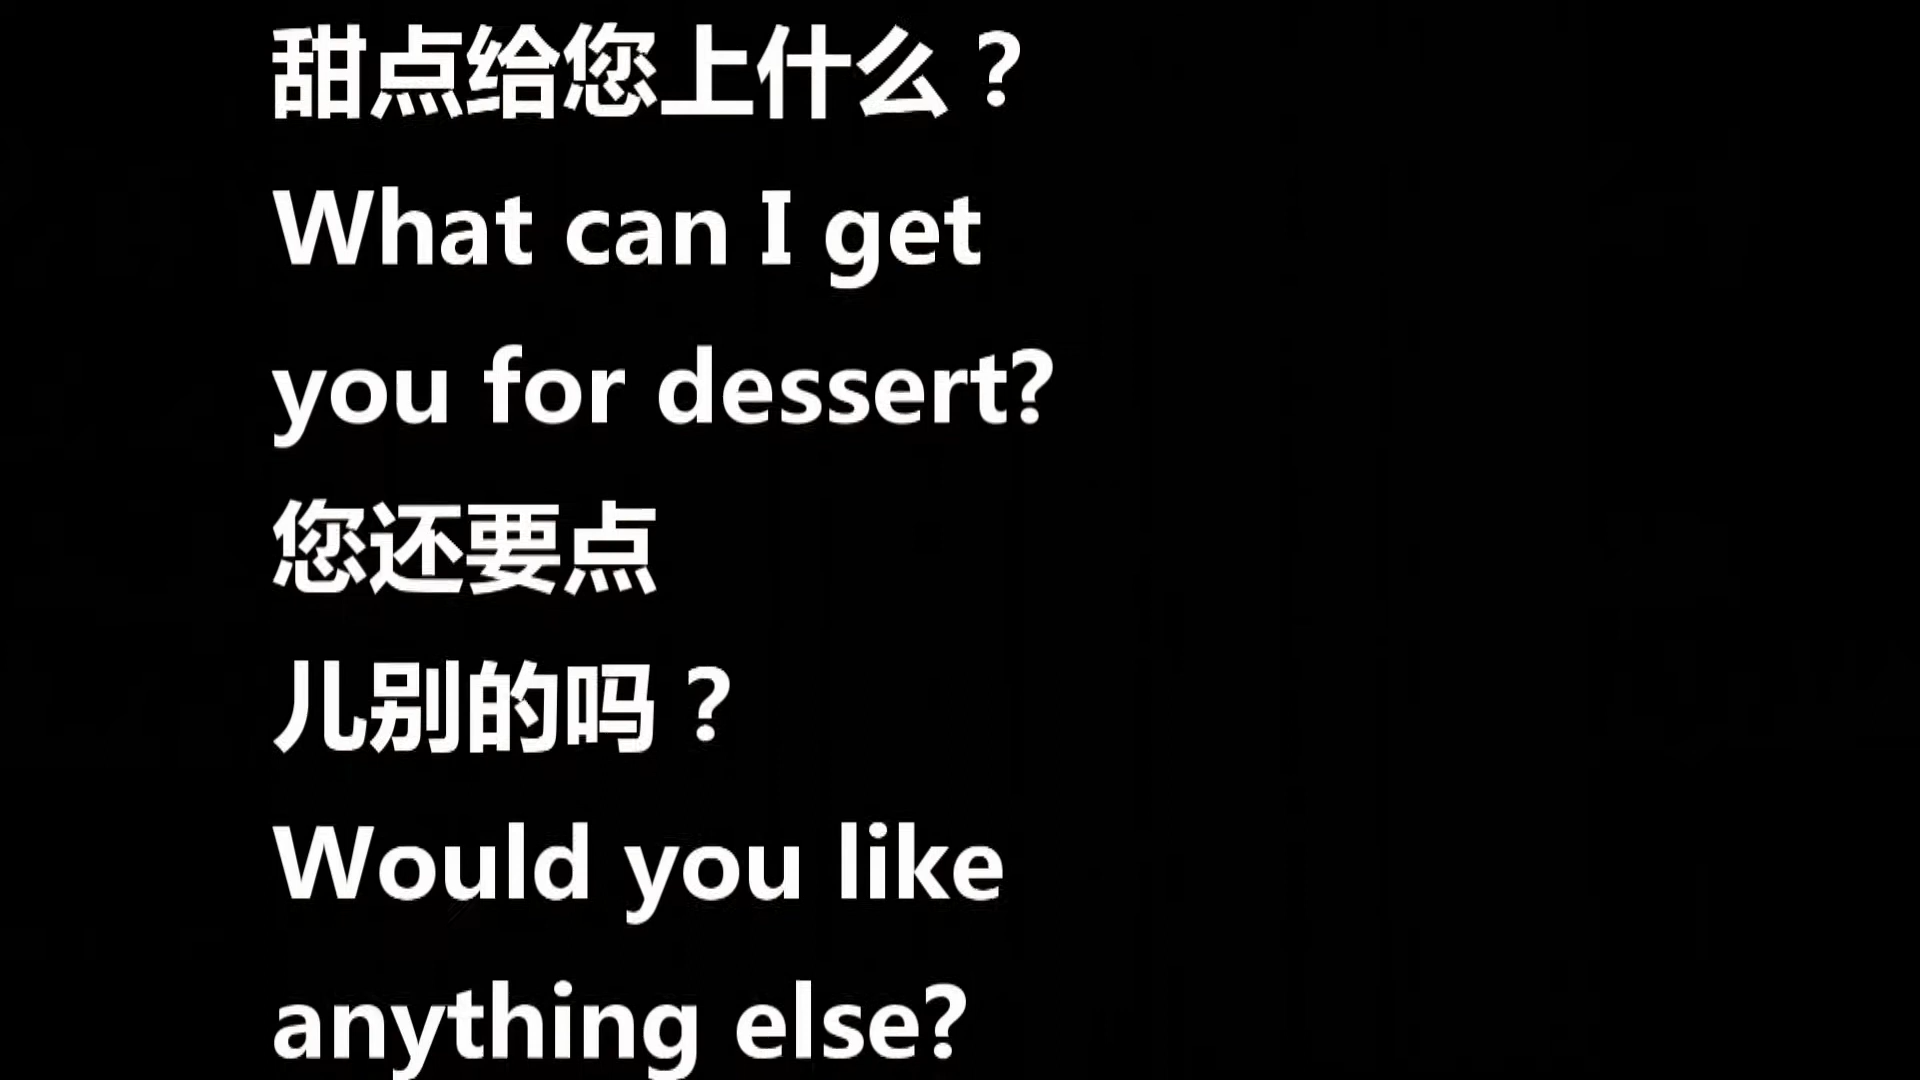 甜点给您上什么？
What can I get
you for dessert?
您还要点
儿别的吗？
Would you like
anything else?